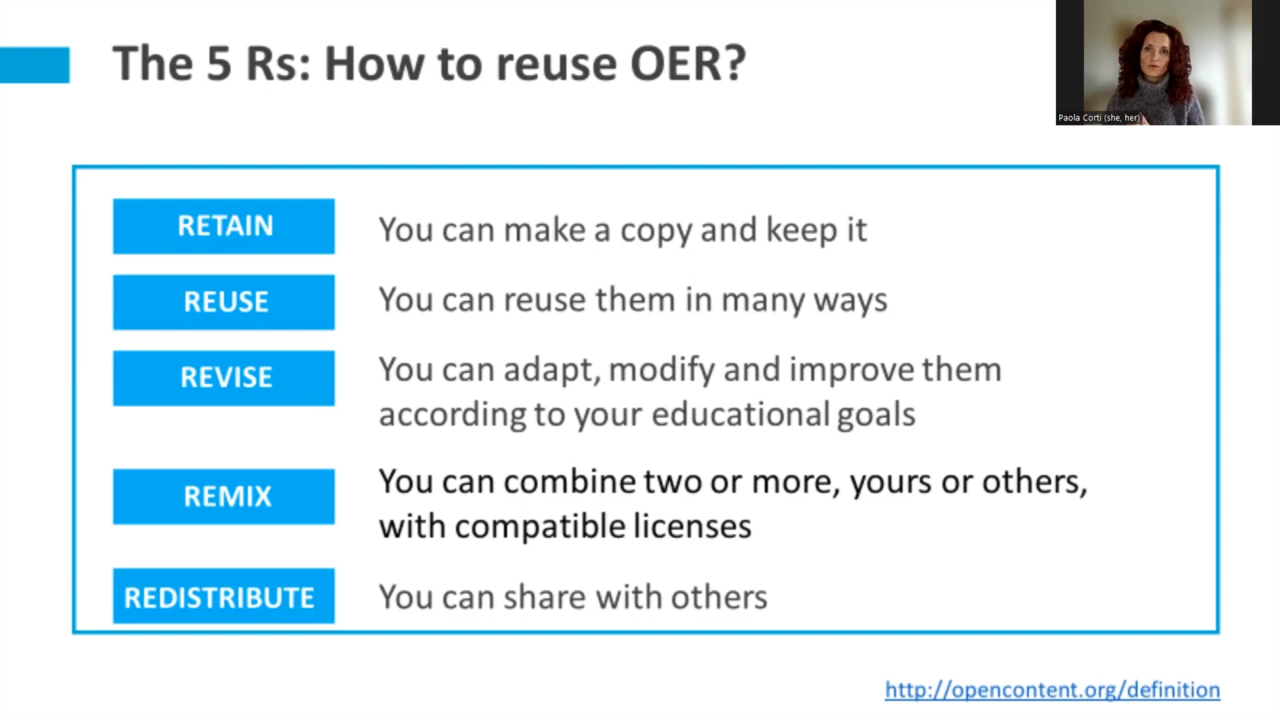 The 5 Rs: How to reuse OER?
Paola Corti (she, her)
RETAIN
You can make a copy and keep it
REUSE
You can reuse them in many ways
REVISE
You can adapt, modify and improve them
according to your educational goals
REMIX
You can combine two or more, yours or others,
with compatible licenses
REDISTRIBUTE
You can share with others
http://opencontent.org/definition